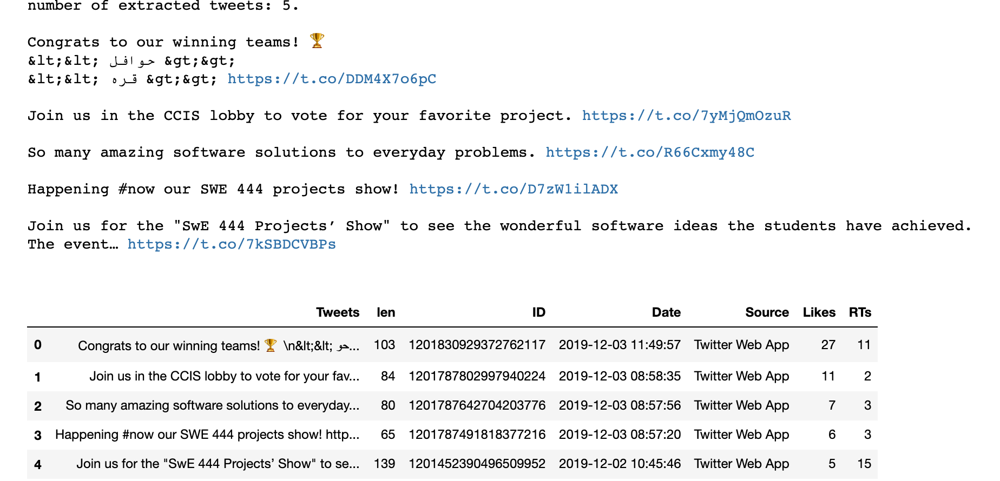 number of extracted tweets: 5.
Congrats to our winning teams! 🏆
&lt;&lt; حوافل &gt;&gt;
&lt;&lt; قره &gt;&gt; https://t.co/DDM4X7o6pC
Join us in the CCIS lobby to vote for your favorite project. https://t.co/7yMjQmOzuR
So many amazing software solutions to everyday problems. https://t.co/R66Cxmy48C
Happening #now our SWE 444 projects show! https://t.co/D7zW1ilADX
Join us for the "SwE 444 Projects’ Show" to see the wonderful software ideas the students have achieved.
The event… https://t.co/7kSBDCVBPs
Tweets len ID Date Source Likes RTs
0 Congrats to our winning teams! 🏆 \n&lt;&lt; حو... 103 1201830929372762117 2019-12-03 11:49:57 Twitter Web App 27 11
1 Join us in the CCIS lobby to vote for your fav... 84 1201787802997940224 2019-12-03 08:58:35 Twitter Web App 11 2
2 So many amazing software solutions to everyday... 80 1201787642704203776 2019-12-03 08:57:56 Twitter Web App 7 3
3 Happening #now our SWE 444 projects show! http... 65 1201787491818377216 2019-12-03 08:57:20 Twitter Web App 6 3
4 Join us for the "SwE 444 Projects’ Show" to se... 139 1201452390496509952 2019-12-02 10:45:46 Twitter Web App 5 15